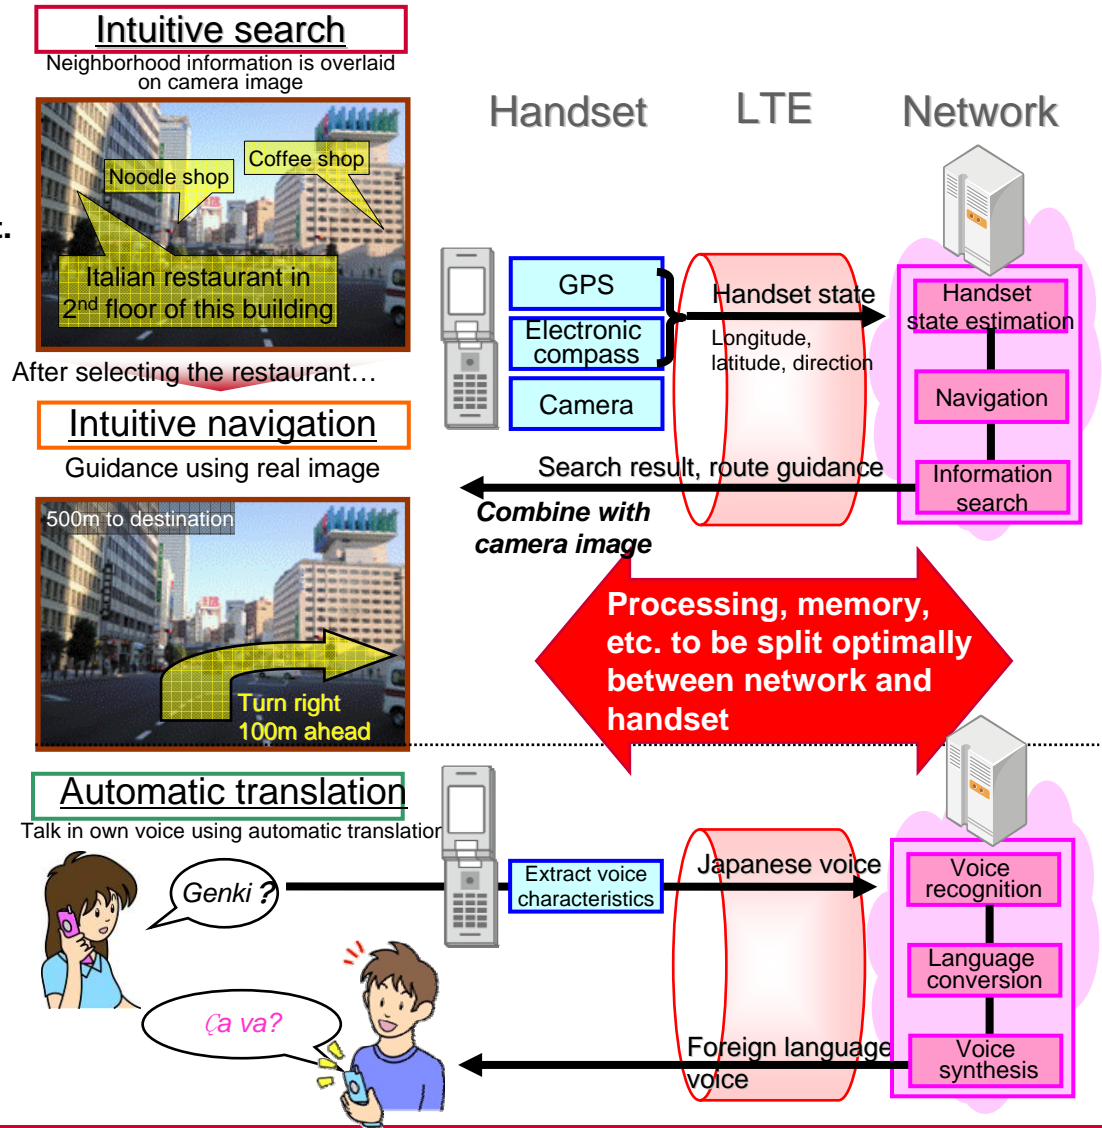 Intuitive search
Neighborhood information is overlaid
on camera image
Coffee shop
Noodle shop
Italian restaurant in
2nd floor of this building
t.
After selecting the restaurant…
Intuitive navigation
Guidance using real image
500m to destination
Turn right
100m ahead
Handset
LTE
Network
GPS
Electronic
compass
Camera
Handset state
Longitude,
latitude, direction
Handset
state estimation
Navigation
Information
search
Search result, route guidance
Combine with
camera image
Processing, memory,
etc. to be split optimally
between network and
handset
Automatic translation
Talk in own voice using automatic translation
Genki?
Ça va?
Extract voice
characteristics
Japanese voice
Voice
recognition
Language
conversion
Voice
synthesis
Foreign language
voice